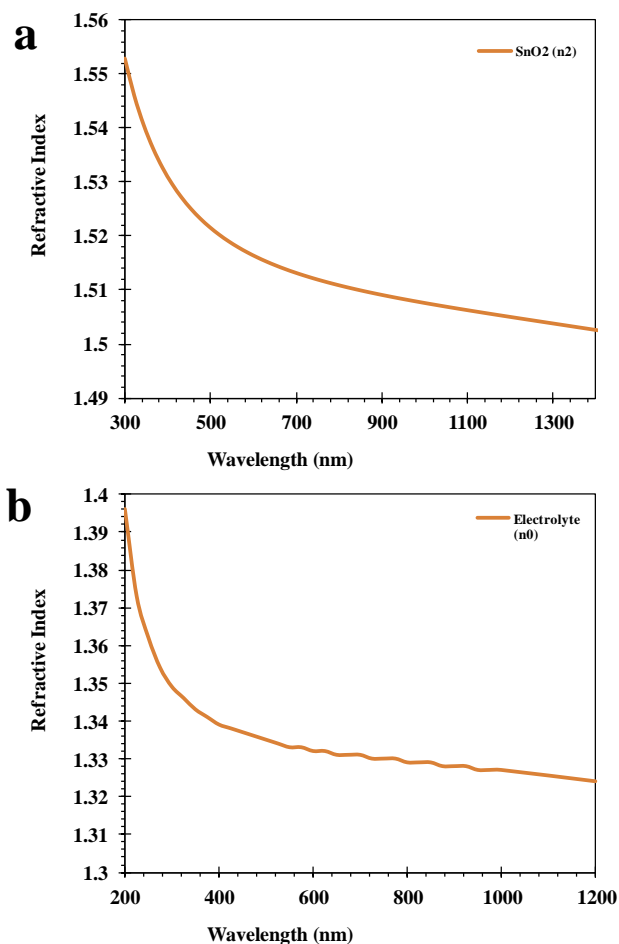 a
1.56
SnO2 (n2)
1.55
1.54
1.53
1.52
1.51
1.5
1.49
Refractive Index
300 500 700 900 1100 1300
Wavelength (nm)
b
1.4
Electrolyte
(n0)
1.39
1.38
1.37
1.36
1.35
1.34
1.33
1.32
1.31
1.3
Refractive Index
200 400 600 800 1000 1200
Wavelength (nm)